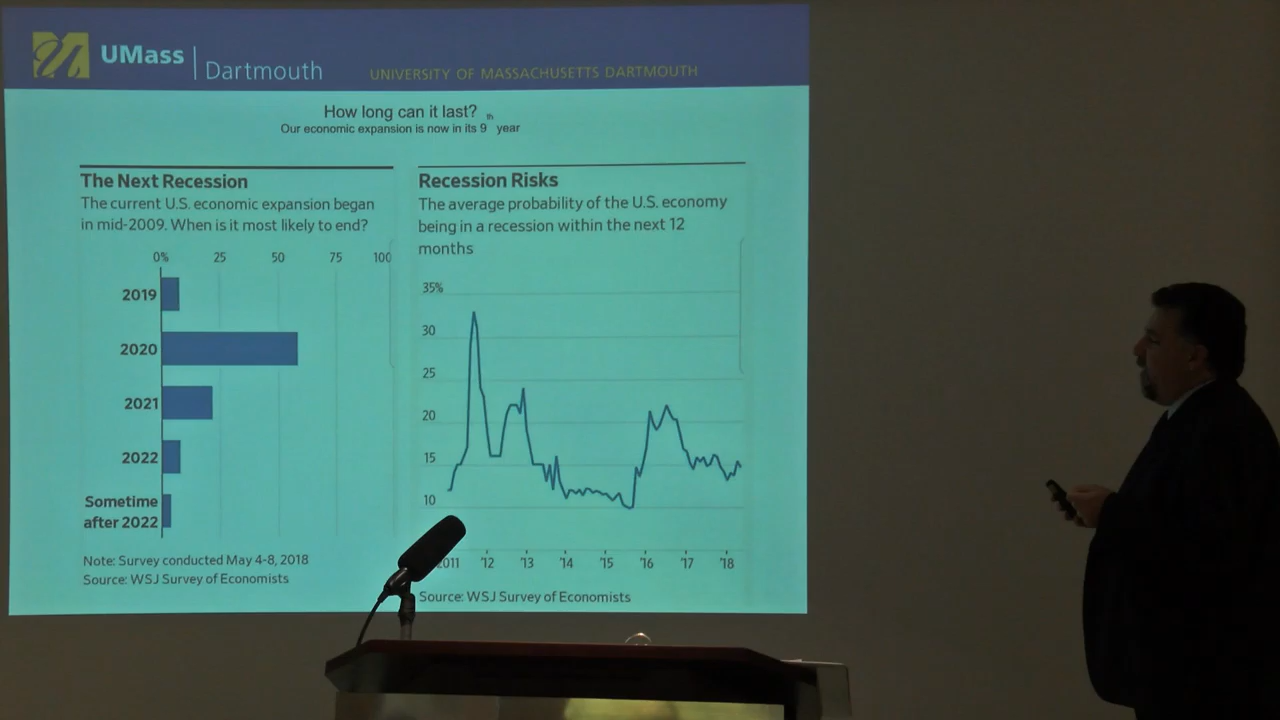 UMass
Dartmouth
UNIVERSITY OF MASSACHUSETTS DARTMOUTH
How long can it last?
Our economic expansion is now in its 9th year
The Next Recession
The current U.S. economic expansion began
in mid-2009. When is it most likely to end?
0% 25 50 75 100
2019
2020
2021
2022
Sometime
after 2022
Note: Survey conducted May 4-8, 2018
Source: WSJ Survey of Economists
Recession Risks
The average probability of the U.S. economy
being in a recession within the next 12
months
35%
30
25
20
15
10
2011 '12 '13 '14 '15 '16 '17 '18
Source: WSJ Survey of Economists